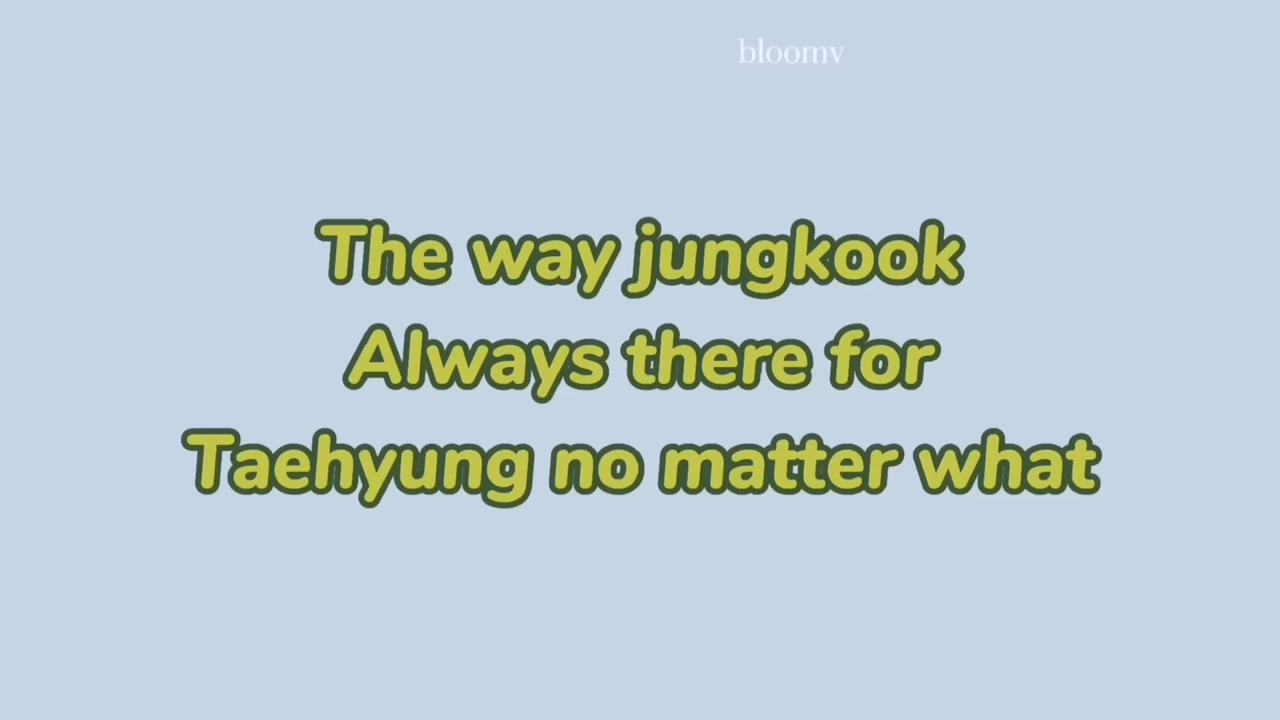 bloomv
The way jungkook
Always there for
Taehyung no matter what